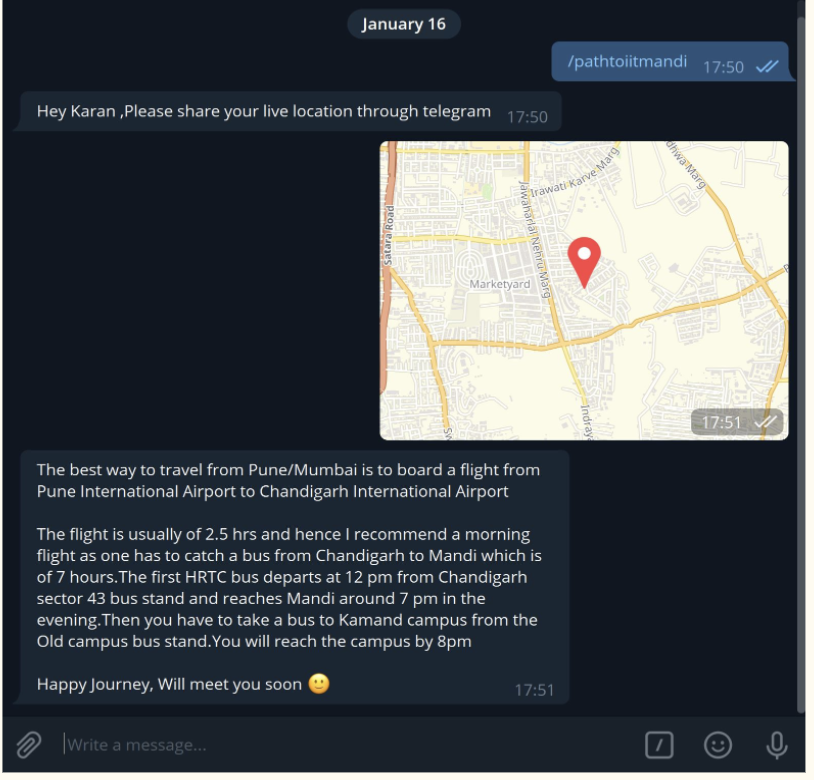 January 16
/pathtoiitmandi 17:50
Hey Karan ,Please share your live location through telegram 17:50
Irawati Karve Marg
dhwa Marg
Jawaharlal Nehru Marg
Satara Road
Marketyard
Indray
17:51
The best way to travel from Pune/Mumbai is to board a flight from
Pune International Airport to Chandigarh International Airport
The flight is usually of 2.5 hrs and hence I recommend a morning
flight as one has to catch a bus from Chandigarh to Mandi which is
of 7 hours.The first HRTC bus departs at 12 pm from Chandigarh
sector 43 bus stand and reaches Mandi around 7 pm in the
evening.Then you have to take a bus to Kamand campus from the
Old campus bus stand.You will reach the campus by 8pm
Happy Journey, Will meet you soon 🙂
17:51
Write a message...